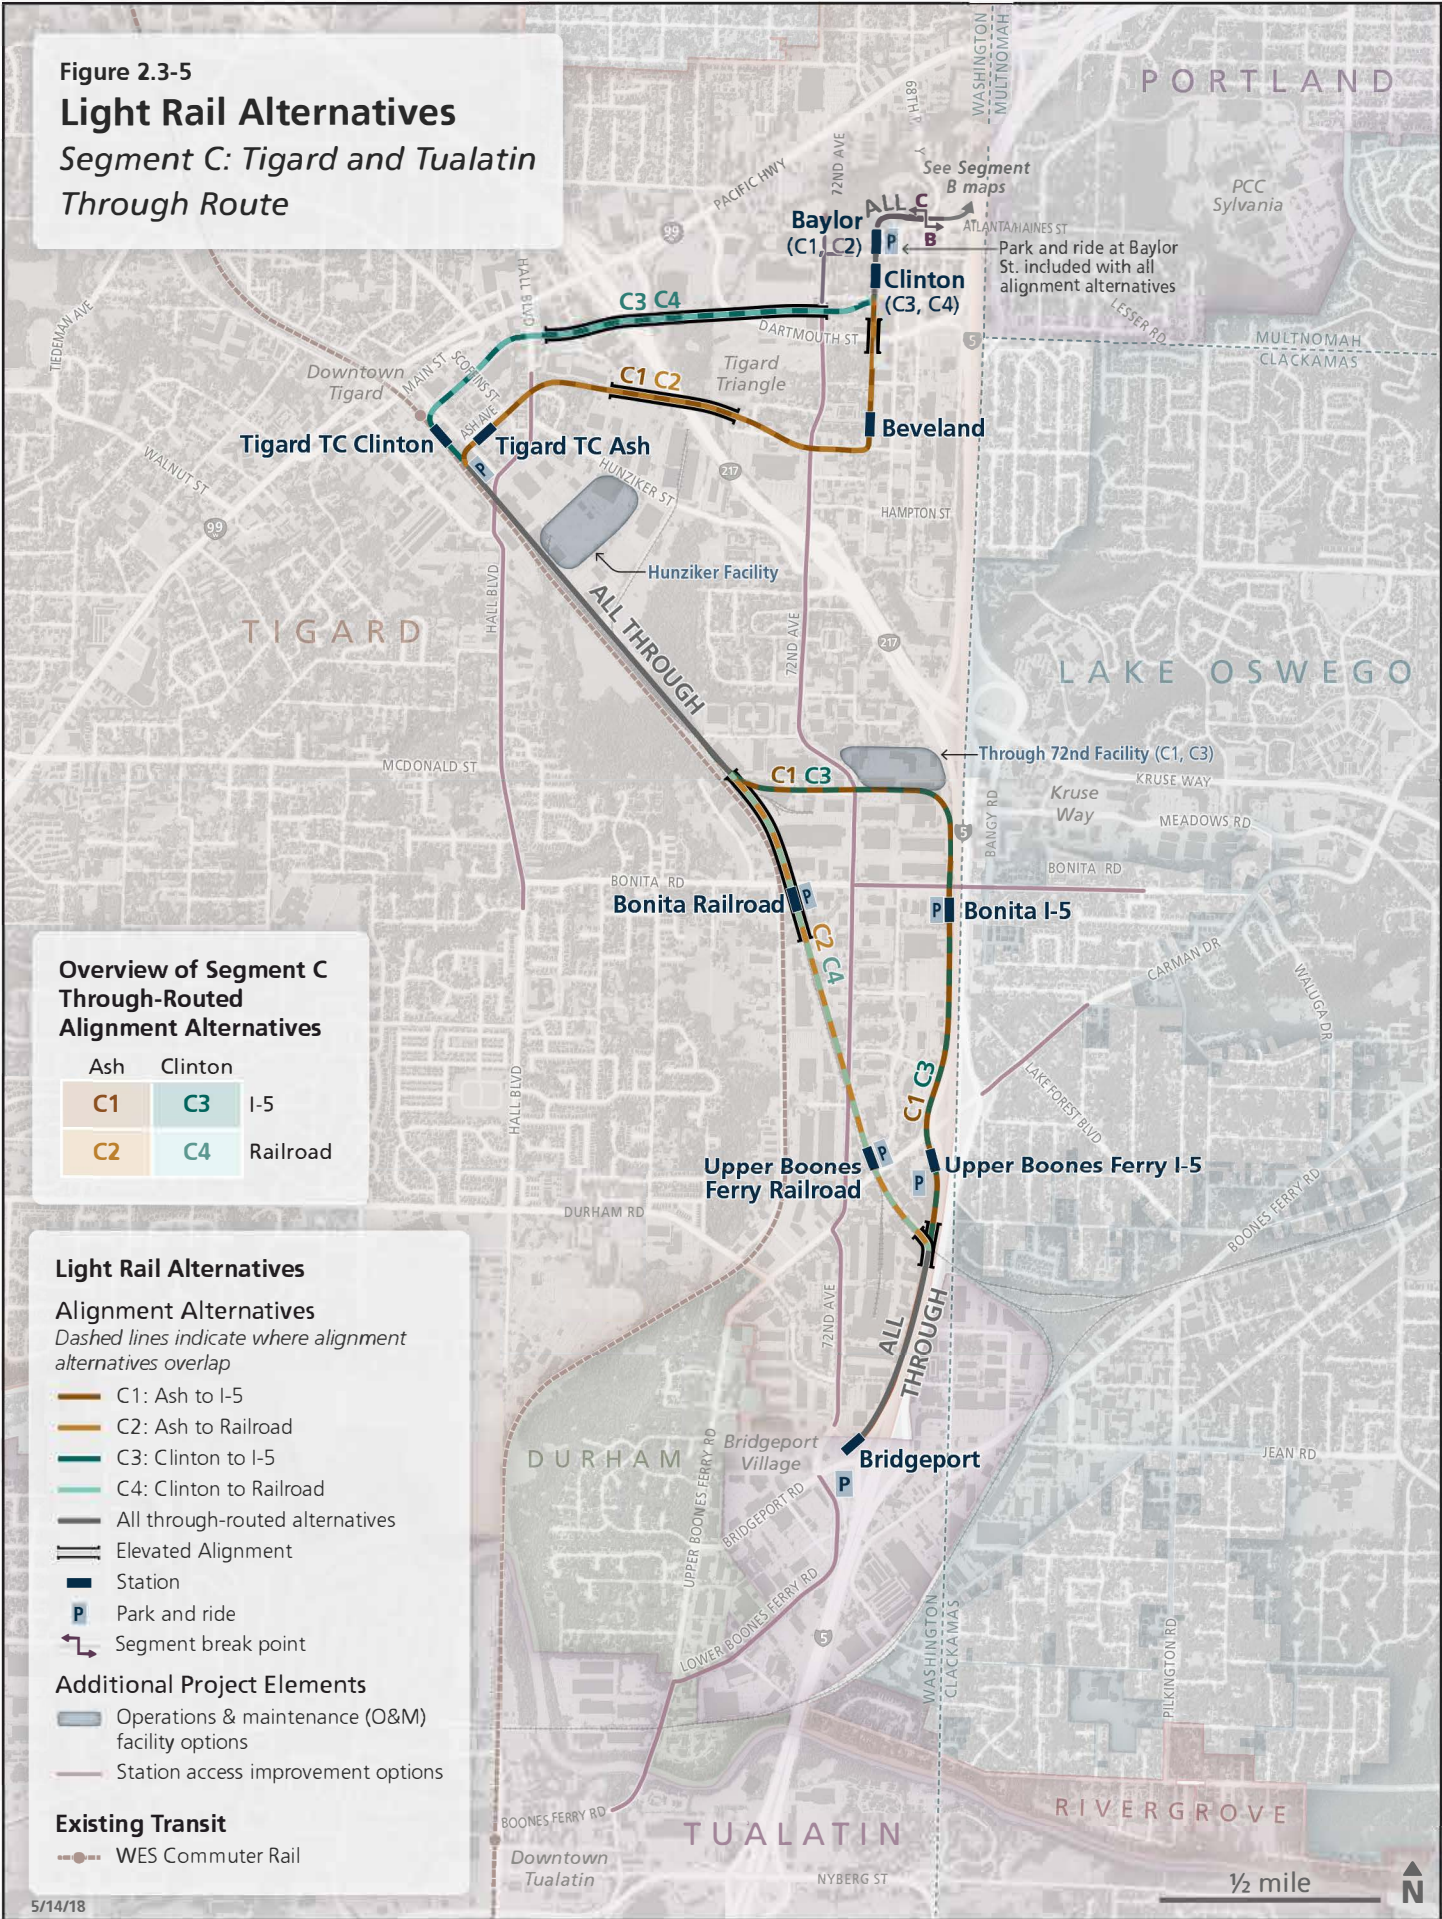 Figure 2.3-5
Light Rail Alternatives
Segment C: Tigard and Tualatin
Through Route
WASHINGTON
MULTNOMAH
PORTLAND
68TH P
Y
72ND AVE
PACIFIC HWY
99
See Segment
B maps
PCC
Sylvania
ALL
C
B
ATLANTA/HAINES ST
Baylor
(C1, C2)
P
Park and ride at Baylor
St. included with all
alignment alternatives
Clinton
(C3, C4)
LESSER RD
HALL BLVD
C3 C4
DARTMOUTH ST
5
MULTNOMAH
CLACKAMAS
TIEDEMAN AVE
Downtown
Tigard
MAIN ST
SCOFFINS ST
ASH AVE
C1 C2
Tigard
Triangle
Beveland
Tigard TC Clinton
Tigard TC Ash
P
WALNUT ST
HUNZIKER ST
217
99
W
HAMPTON ST
Hunziker Facility
HALL BLVD
ALL THROUGH
TIGARD
72ND AVE
217
LAKE OSWEGO
MCDONALD ST
Through 72nd Facility (C1, C3)
C1 C3
KRUSE WAY
Kruse
Way
BANGY RD
5
MEADOWS RD
BONITA RD
BONITA RD
Bonita Railroad
P
P
Bonita I-5
C2 C4
CARMAN DR
WALUGA DR
Overview of Segment C
Through-Routed
Alignment Alternatives
Ash Clinton
C1 C3 I-5
C2 C4 Railroad
HALL BLVD
C1 C3
LAKE FOREST BLVD
Upper Boones
Ferry Railroad
P
P
Upper Boones Ferry I-5
DURHAM RD
BOONES FERRY RD
72ND AVE
ALL
THROUGH
Light Rail Alternatives
Alignment Alternatives
Dashed lines indicate where alignment
alternatives overlap
C1: Ash to I-5
C2: Ash to Railroad
C3: Clinton to I-5
C4: Clinton to Railroad
All through-routed alternatives
Elevated Alignment
Station
P
Park and ride
Segment break point
Additional Project Elements
Operations & maintenance (O&M)
facility options
Station access improvement options
Existing Transit
WES Commuter Rail
DURHAM
UPPER BOONES FERRY RD
Bridgeport
Village
Bridgeport
P
BRIDGEPORT RD
JEAN RD
LOWER BOONES FERRY RD
5
WASHINGTON
CLACKAMAS
PILKINGTON RD
RIVERGROVE
BOONES FERRY RD
TUALATIN
Downtown
Tualatin
NYBERG ST
½ mile
N
5/14/18